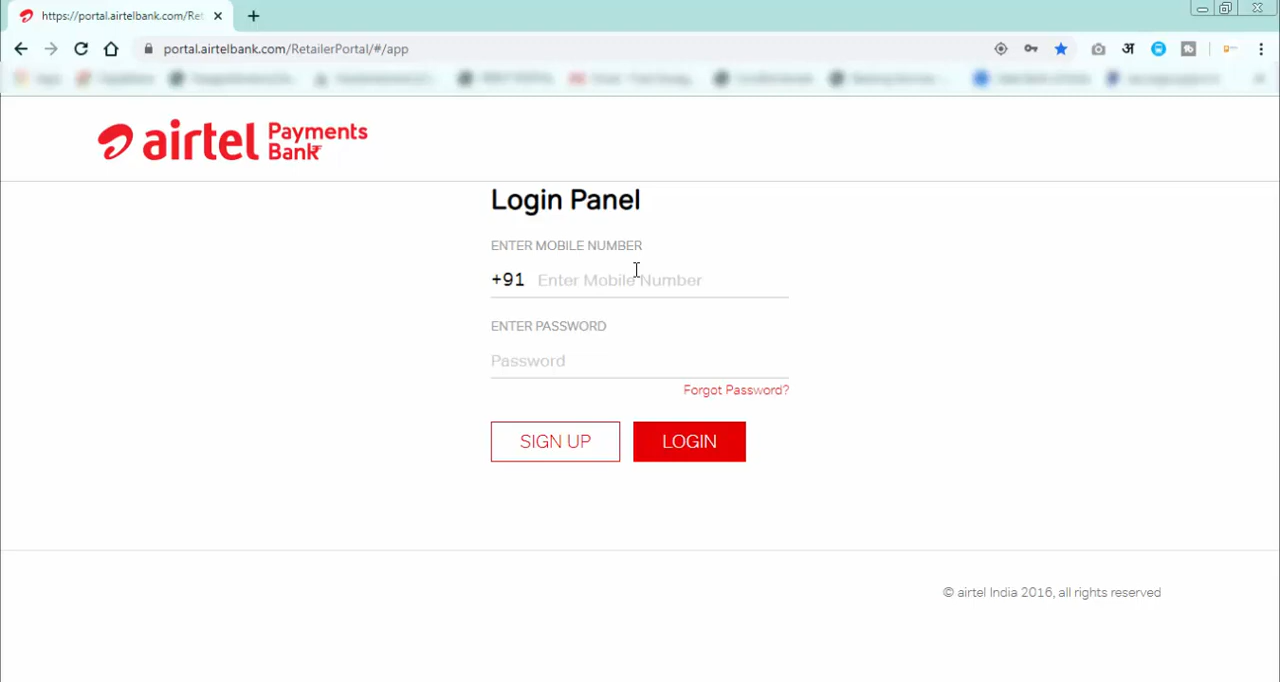 https://portal.airtelbank.com/Ret
portal.airtelbank.com/RetailerPortal/#/app
अ
airtel Payments Bank
Login Panel
ENTER MOBILE NUMBER
+91 Enter Mobile Number
ENTER PASSWORD
Password
Forgot Password?
SIGN UP LOGIN
© airtel India 2016, all rights reserved